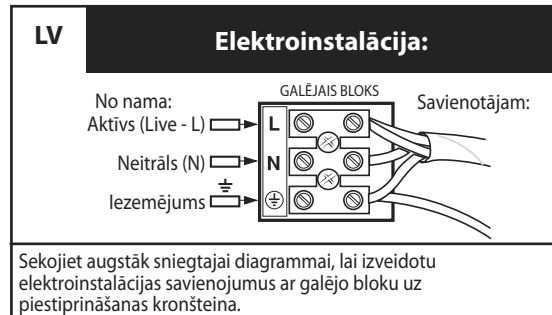 LV
Elektroinstalācija:
GALĒJAIS BLOKS
No nama:
Savienotājam:
Aktīvs (Live - L)
L
Neitrāls (N)
N
Iezemējums
Sekojiet augstāk sniegtajai diagrammai, lai izveidotu
elektroinstalācijas savienojumus ar galējo bloku uz
piestiprināšanas kronšteina.